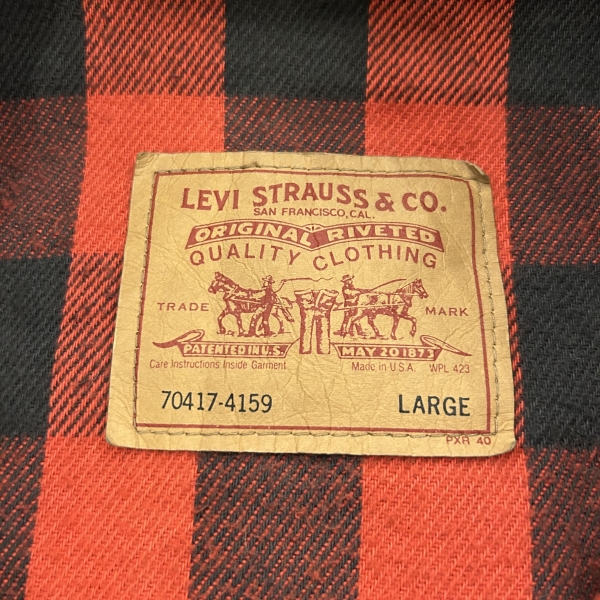 LEVI STRAUSS & CO.
SAN FRANCISCO, CAL.
ORIGINAL RIVETED
QUALITY CLOTHING
TRADE MARK
PATENTED IN U.S. MAY 20 1873
Care Instructions Inside Garment Made in U.S.A. WPL 423
70417-4159 LARGE
PXR 40